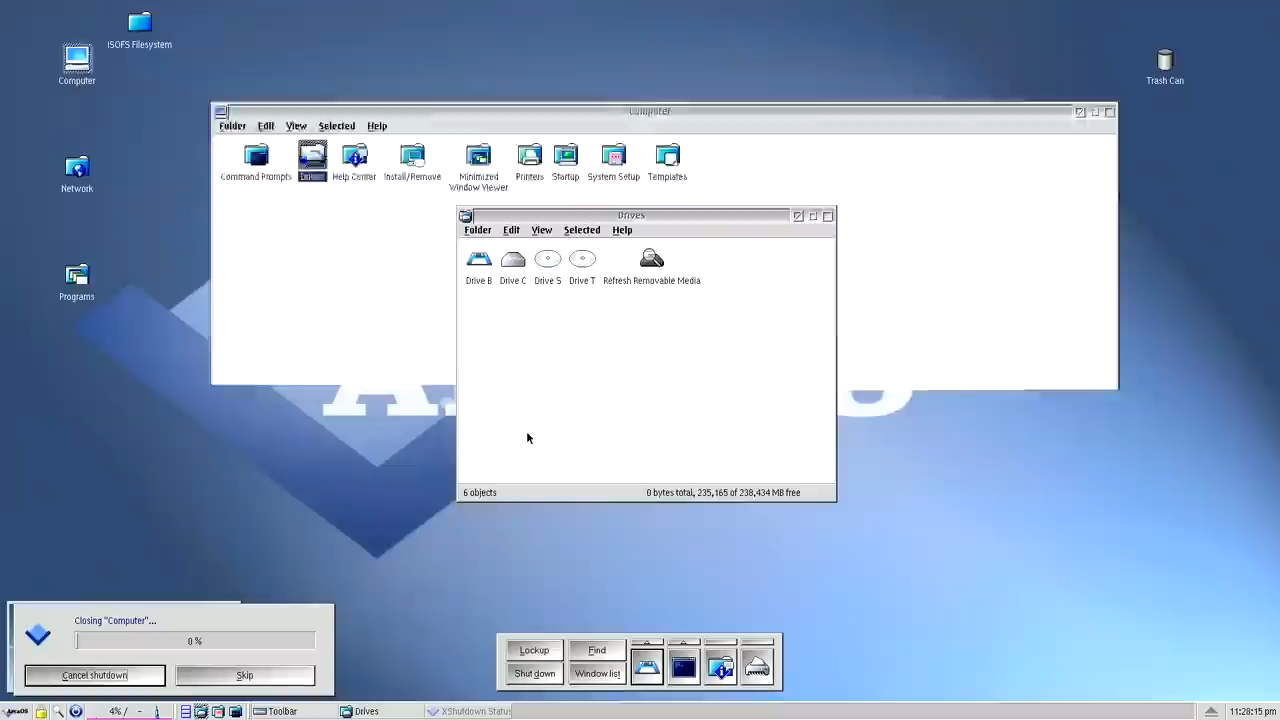 ISOFS Filesystem
Computer
Trash Can
Network
Programs
Computer
Folder Edit View Selected Help
Command Prompts Drives Help Center Install/Remove Minimized Window Viewer Printers Startup System Setup Templates
Drives
Folder Edit View Selected Help
Drive B Drive C Drive S Drive T Refresh Removable Media
6 objects 0 bytes total, 235,165 of 238,434 MB free
Closing "Computer"...
0 %
Cancel shutdown Skip
Lockup Find
Shut down Window list
ArcaOS 4% / - Toolbar Drives XShutdown Status 11:28:15 pm